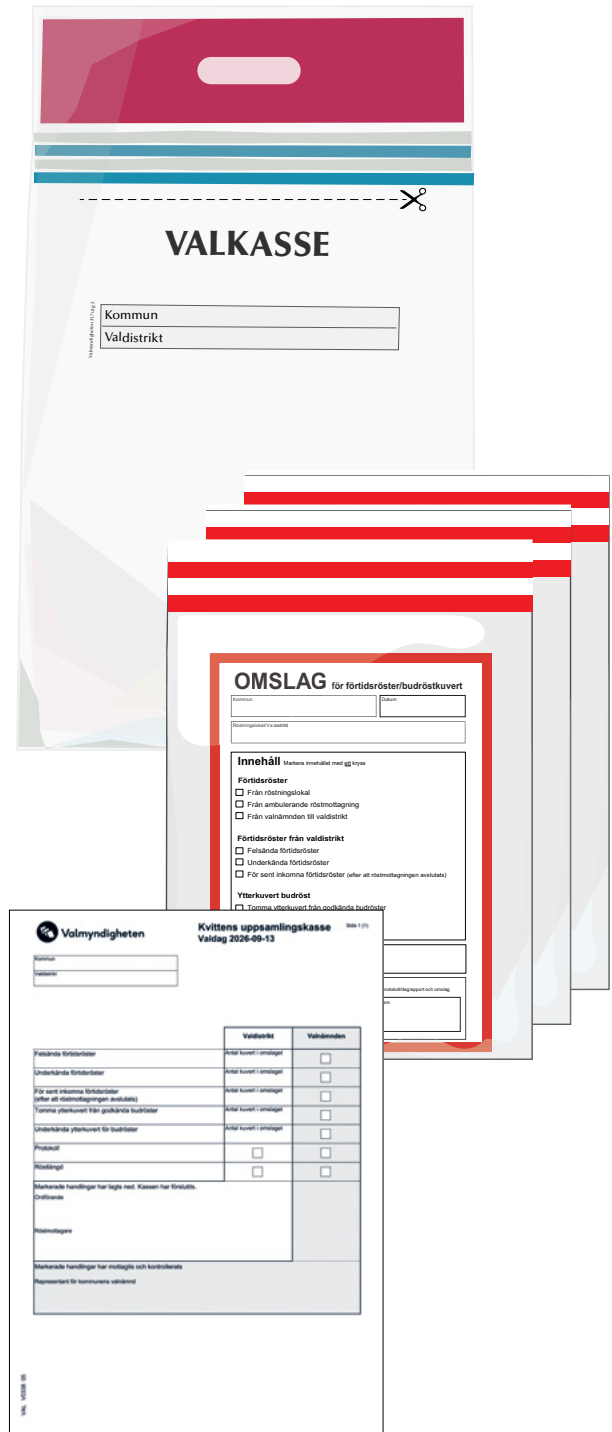 VALKASSE
Kommun
Valdistrikt
OMSLAG för förtidsröster/budröstkuvert
Kommun
Datum
Röstningslokal/Valdistrikt
Innehåll Markera innehållet med ett kryss
Förtidsröster
Från röstningslokal
Från ambulerande röstmottagning
Från valnämnden till valdistrikt
Förtidsröster från valdistrikt
Felsända förtidsröster
Underkända förtidsröster
För sent inkomna förtidsröster (efter att röstmottagningen avslutats)
Ytterkuvert budröst
Tomma ytterkuvert från godkända budröster
Valmyndigheten
Kvittens uppsamlingskasse
Sida 1 (1)
Valdag 2026-09-13
Kommun
Valdistrikt
Valdistrikt
Valnämnden
Felsända förtidsröster
Antal kuvert i omslaget
Underkända förtidsröster
Antal kuvert i omslaget
För sent inkomna förtidsröster
(efter att röstmottagningen avslutats)
Antal kuvert i omslaget
Tomma ytterkuvert från godkända budröster
Antal kuvert i omslaget
Underkända ytterkuvert för budröster
Antal kuvert i omslaget
Protokoll
Röstlängd
Markerade handlingar har lagts ned. Kassen har förslutits.
Ordförande
Röstmottagare
Markerade handlingar har mottagits och kontrollerats
Representant för kommunens valnämnd